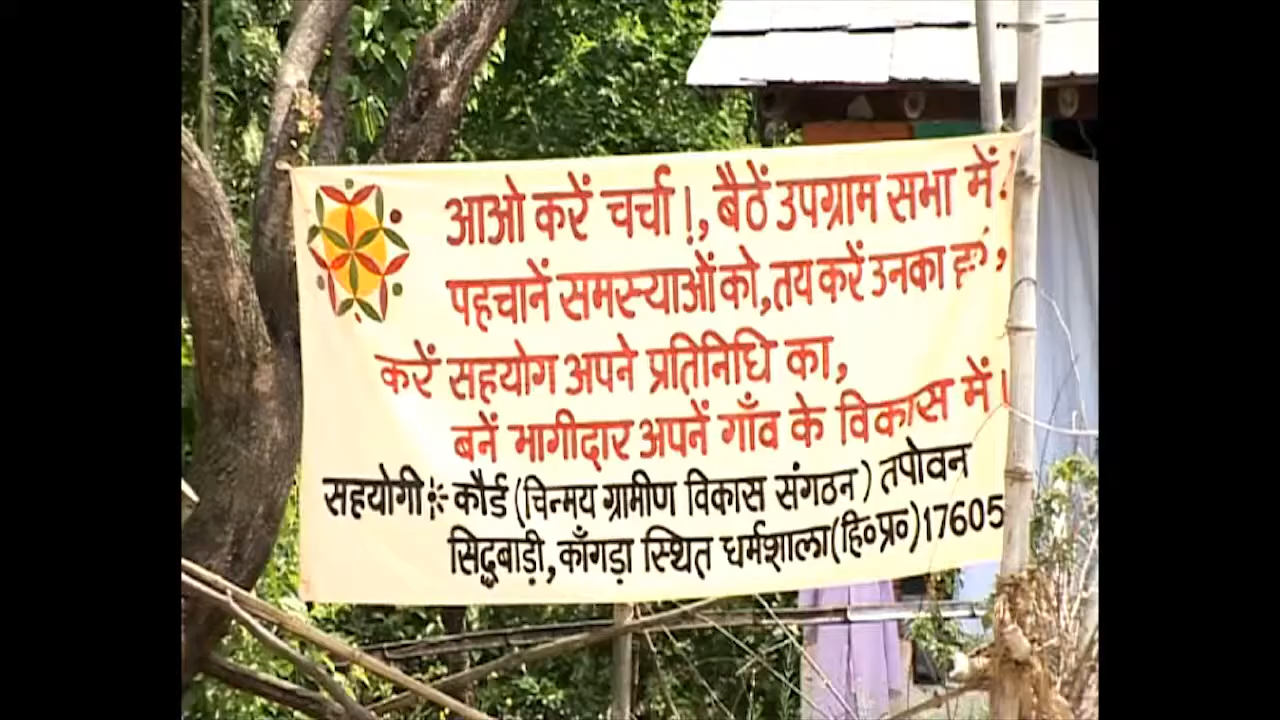 आओ करें चर्चा!, बैठें उपग्राम सभा में!
पहचानें समस्याओं को, तय करें उनका
करें सहयोग अपने प्रतिनिधि का,
बनें भागीदार अपनें गाँव के विकास में।
सहयोगी :- कौर्ड (चिन्मय ग्रामीण विकास संगठन) तपोवन
सिद्धबाड़ी, काँगड़ा स्थित धर्मशाला (हि०प्र०) 17605